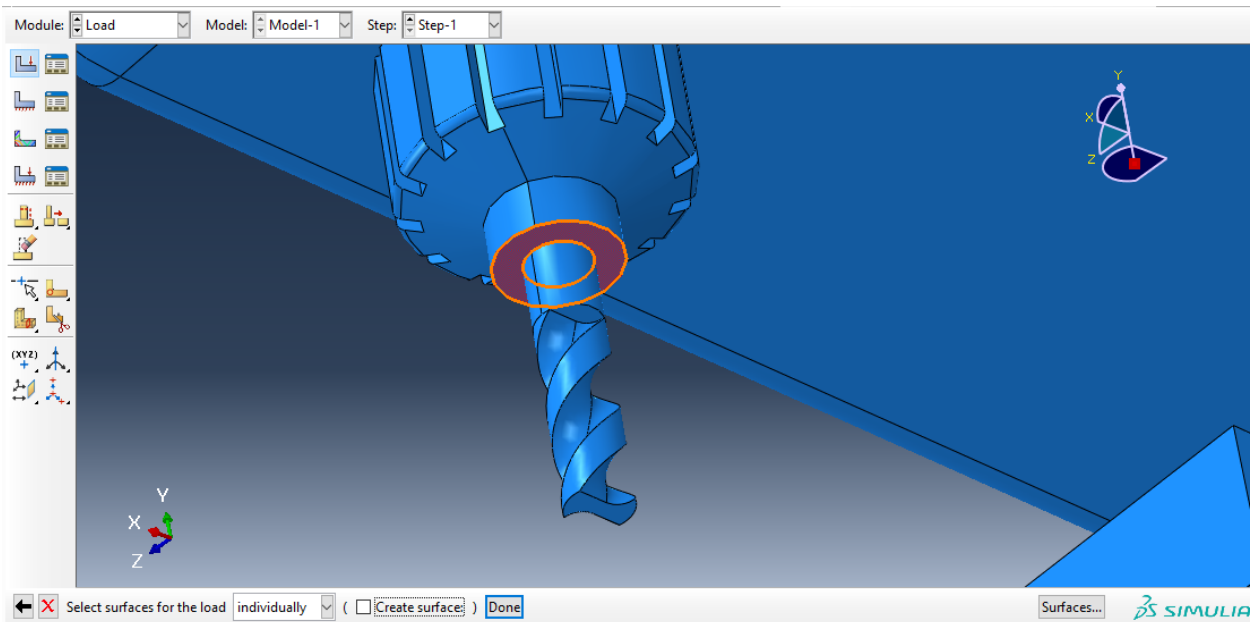 Module: Load Model: Model-1 Step: Step-1
Y
X
Z
(XYZ)
Y
X
Z
Select surfaces for the load individually ( Create surface: ) Done Surfaces... SIMULIA